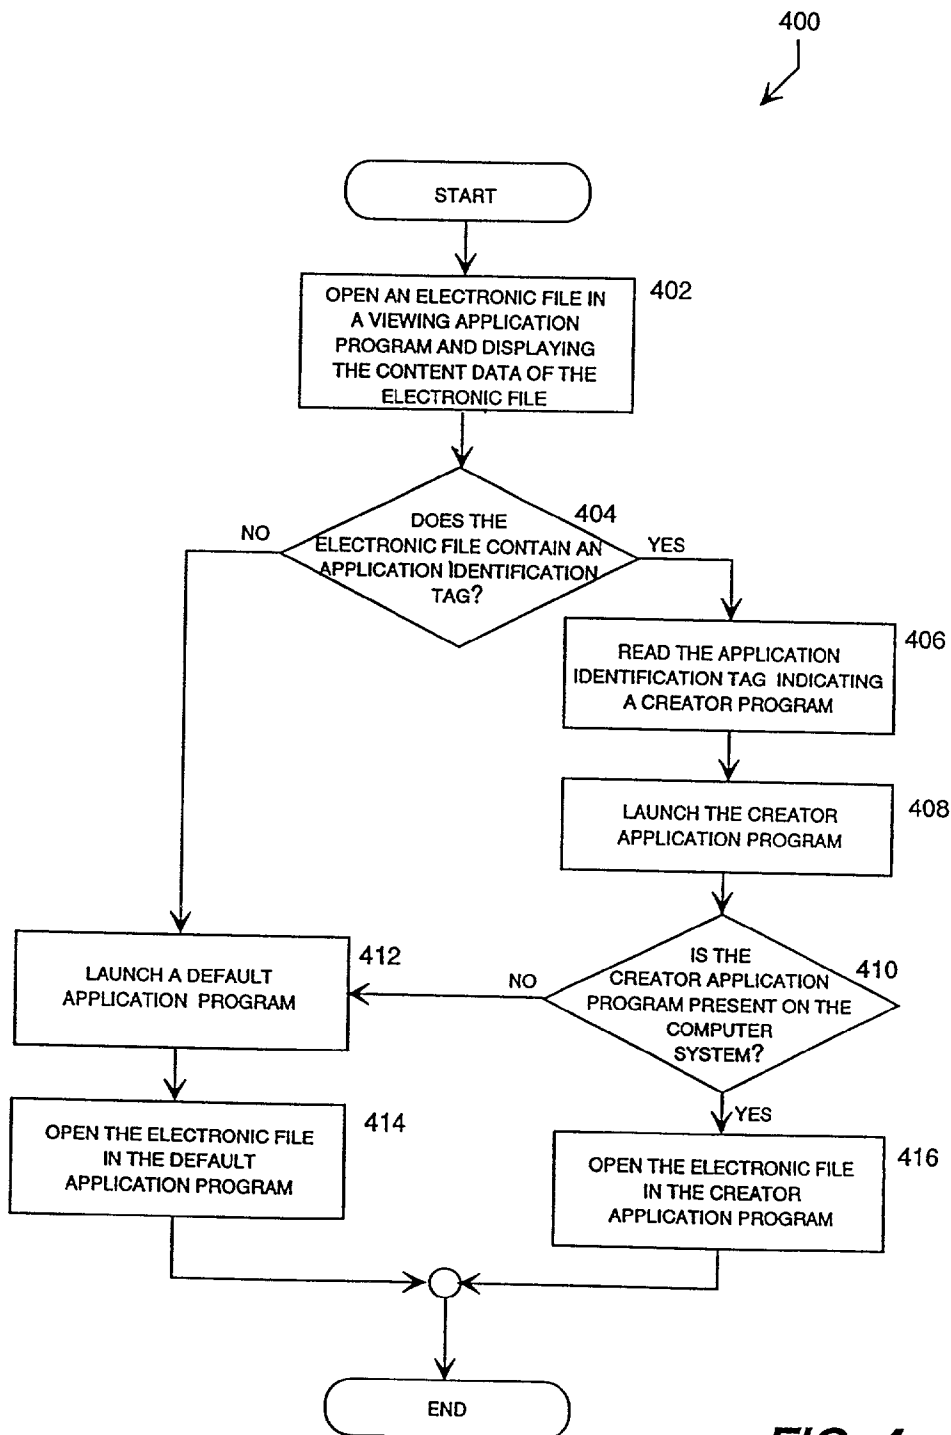 400
START
402
OPEN AN ELECTRONIC FILE IN
A VIEWING APPLICATION
PROGRAM AND DISPLAYING
THE CONTENT DATA OF THE
ELECTRONIC FILE
404
DOES THE
ELECTRONIC FILE CONTAIN AN
APPLICATION IDENTIFICATION
TAG?
NO
YES
406
READ THE APPLICATION
IDENTIFICATION TAG INDICATING
A CREATOR PROGRAM
408
LAUNCH THE CREATOR
APPLICATION PROGRAM
410
IS THE
CREATOR APPLICATION
PROGRAM PRESENT ON THE
COMPUTER
SYSTEM?
NO
YES
412
LAUNCH A DEFAULT
APPLICATION PROGRAM
414
OPEN THE ELECTRONIC FILE
IN THE DEFAULT
APPLICATION PROGRAM
416
OPEN THE ELECTRONIC FILE
IN THE CREATOR
APPLICATION PROGRAM
END